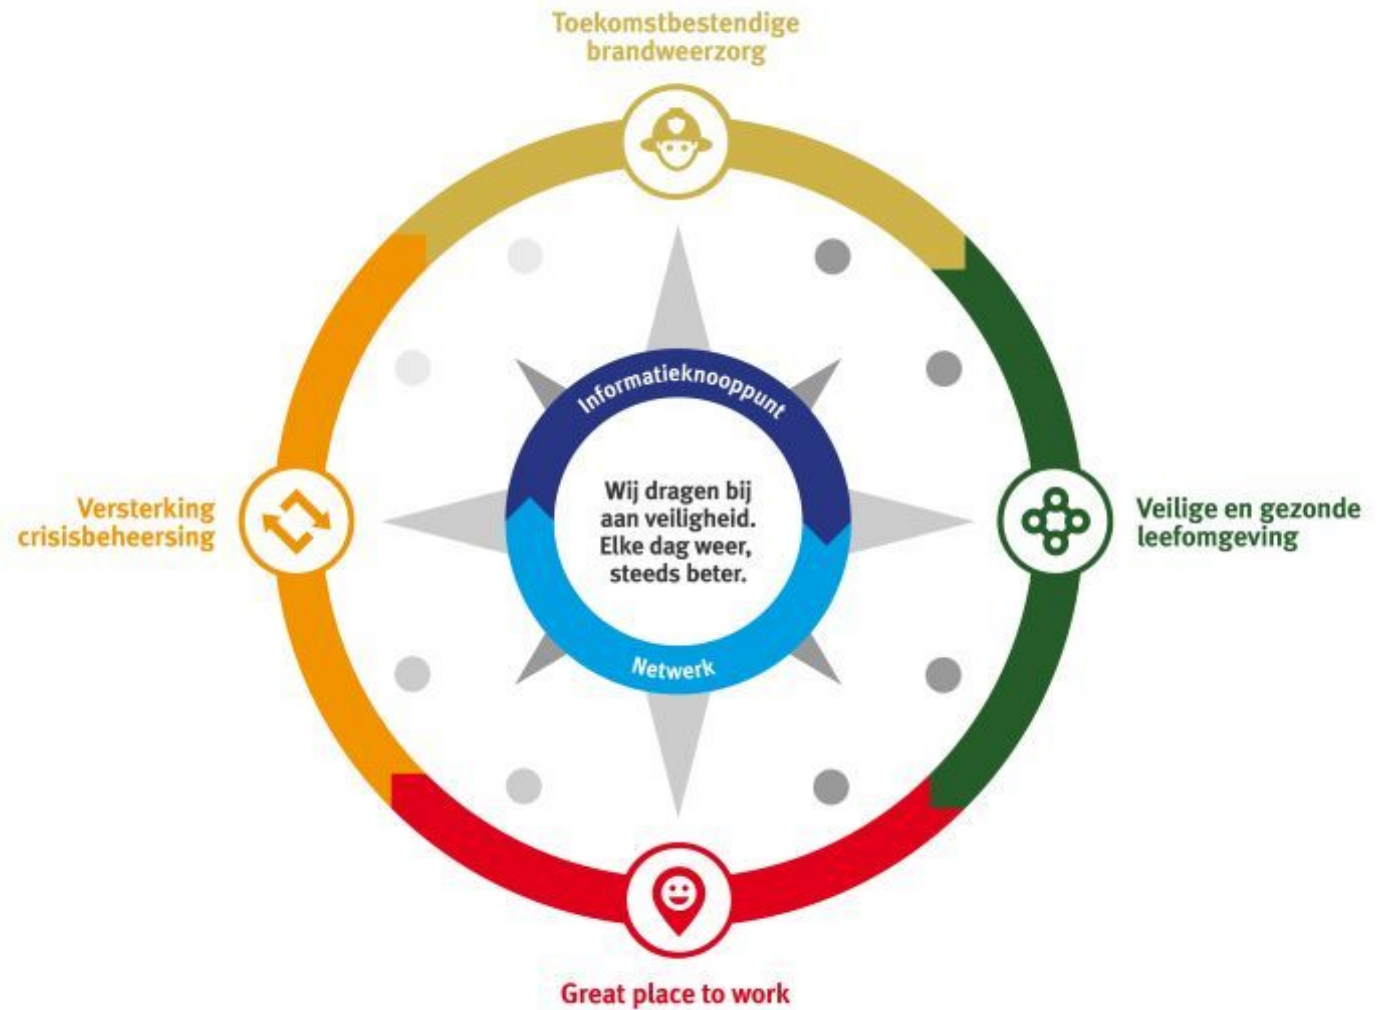 Toekomstbestendige
brandweerzorg
Informatieknooppunt
Wij dragen bij
aan veiligheid.
Elke dag weer,
steeds beter.
Netwerk
Versterking
crisisbeheersing
Veilige en gezonde
leefomgeving
Great place to work